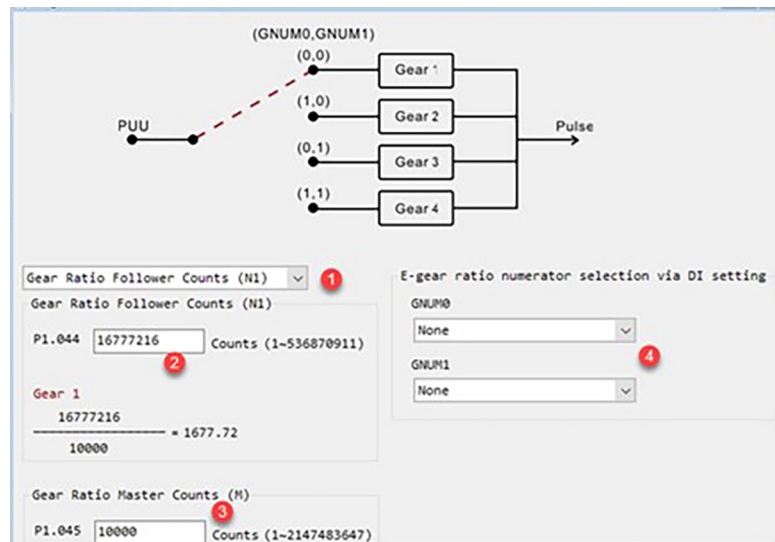 (GNUM0,GNUM1)
(0,0)
Gear 1
(1,0)
Gear 2
PUU
Pulse
(0,1)
Gear 3
(1,1)
Gear 4
Gear Ratio Follower Counts (N1)
1
E-gear ratio numerator selection via DI setting
Gear Ratio Follower Counts (N1)
GNUM0
P1.044 16777216 Counts (1~536870911)
None
2
4
GNUM1
Gear 1
None
16777216
= 1677.72
10000
Gear Ratio Master Counts (M)
3
P1.045 10000 Counts (1~2147483647)